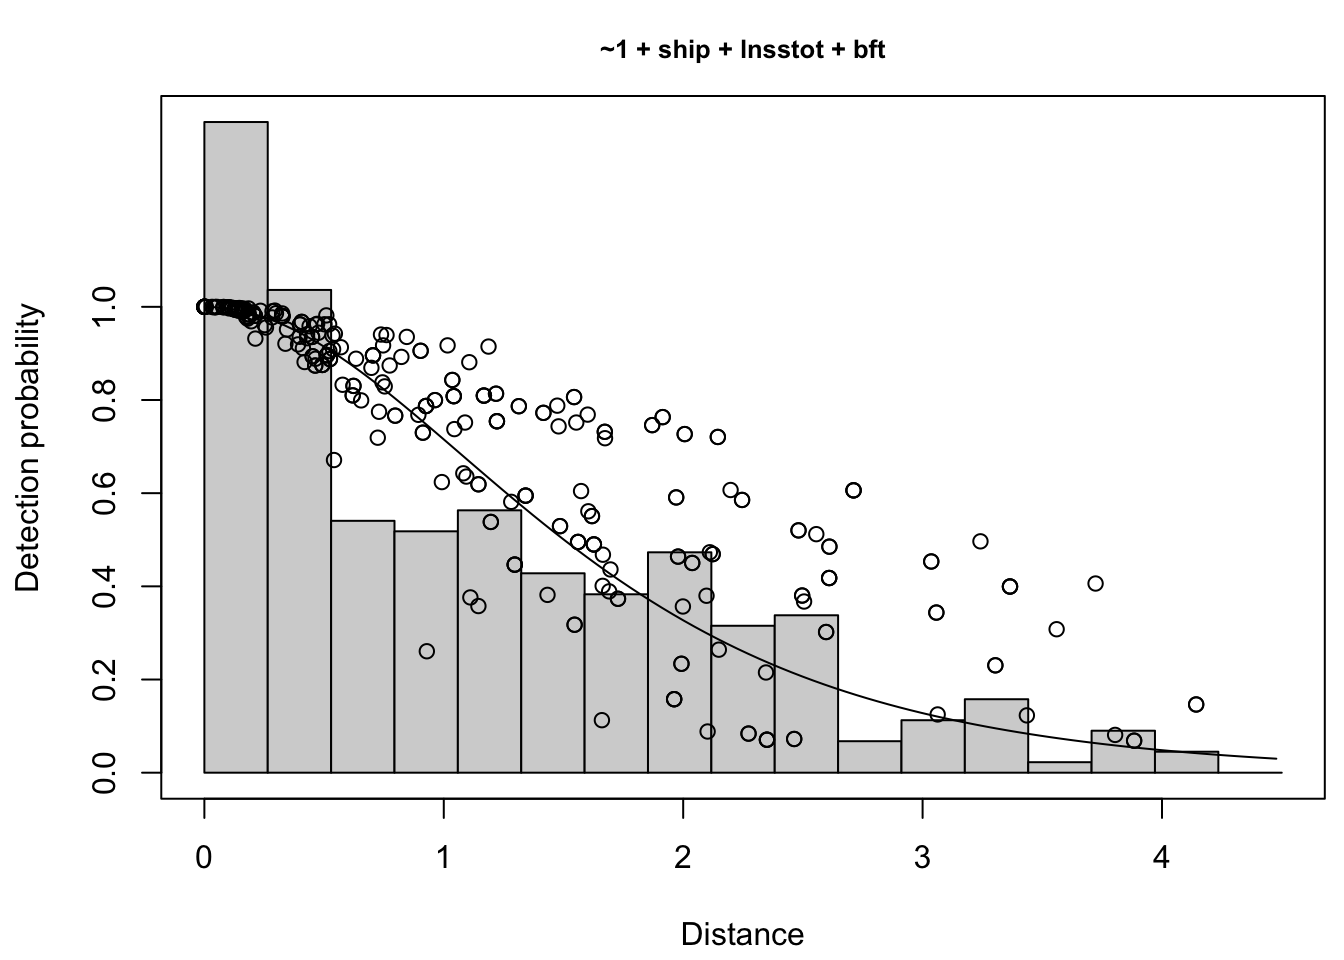 ~1 + ship + lnsstot + bft
Detection probability
1.0
0.8
0.6
0.4
0.2
0.0
0 1 2 3 4
Distance